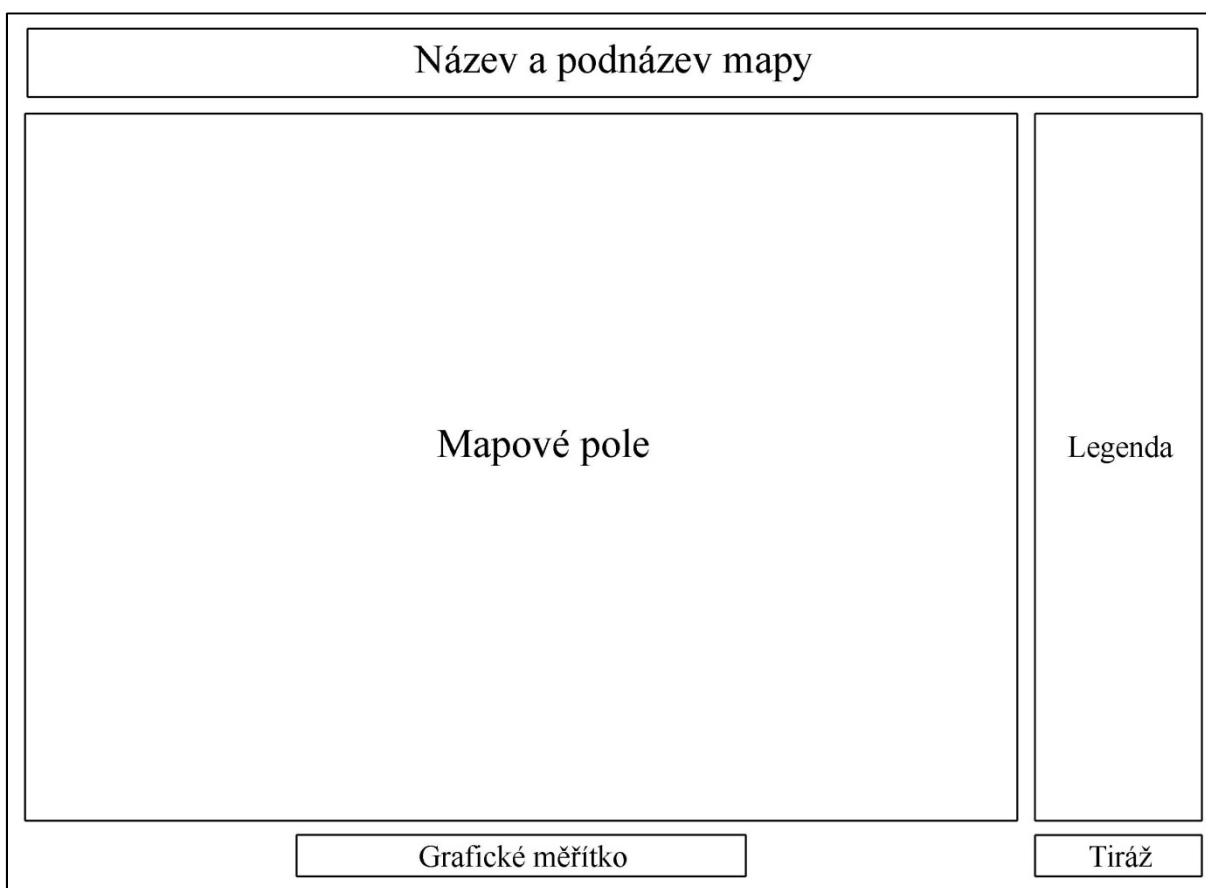 Název a podnázev mapy
Mapové pole
Legenda
Grafické měřítko
Tiráž